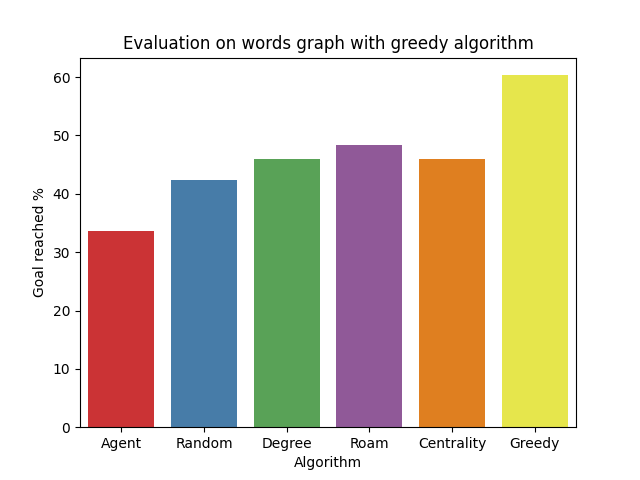 Evaluation on words graph with greedy algorithm
60
50
40
30
20
10
0
Goal reached %
Agent Random Degree Roam Centrality Greedy
Algorithm